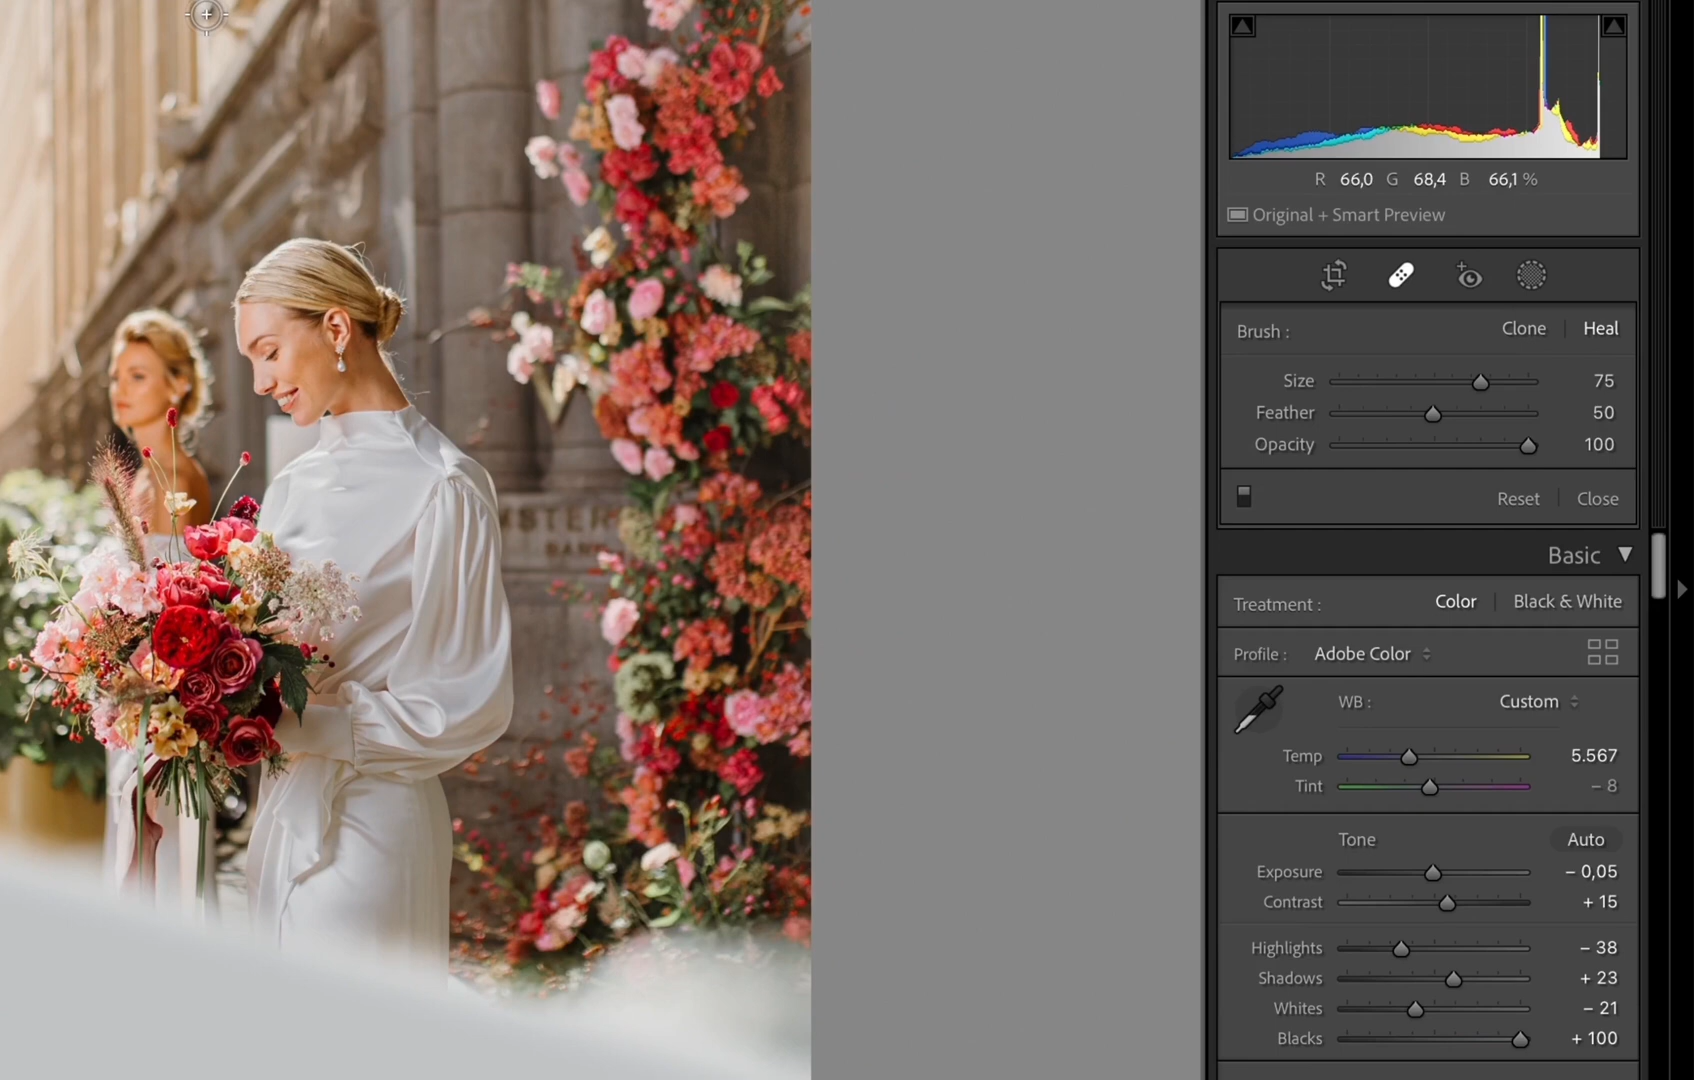 R 66,0 G 68,4 B 66,1 %
Original + Smart Preview
Brush : Clone Heal
Size 75
Feather 50
Opacity 100
Reset Close
Basic
Treatment : Color Black & White
Profile : Adobe Color
WB : Custom
Temp 5.567
Tint – 8
Tone Auto
Exposure – 0,05
Contrast + 15
Highlights – 38
Shadows + 23
Whites – 21
Blacks + 100